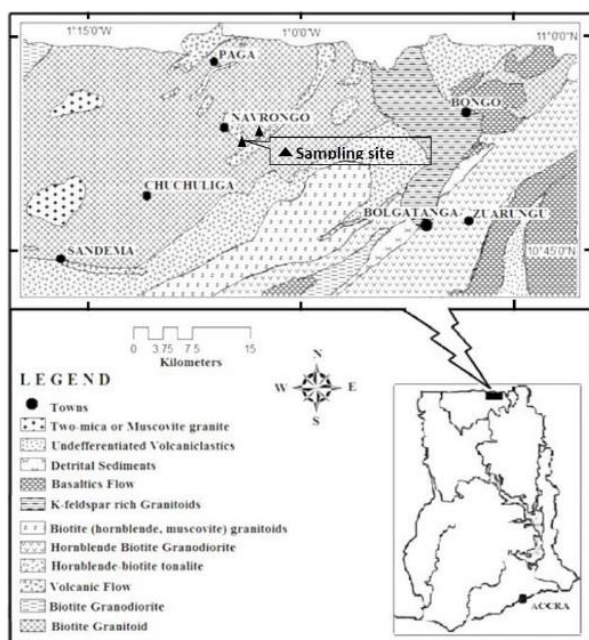 1°15'W 1°0'0"W 11°0'0"N
PAGA
BONGO
NAVRONGO
Sampling site
CHUCHULIGA
BOLGATANGA ZUARUNGU
SANDEMA
10°45'0"N
0 3.75 7.5 15
Kilometers
N
W E
S
LEGEND
Towns
Two-mica or Muscovite granite
Undefferentiated Volcaniclastics
Detrital Sediments
Basaltics Flow
K-feldspar rich Granitoids
Biotite (hornblende, muscovite) granitoids
Hornblende Biotite Granodiorite
Hornblende-biotite tonalite
Volcanic Flow
Biotite Granodiorite
Biotite Granitoid
ACCRA